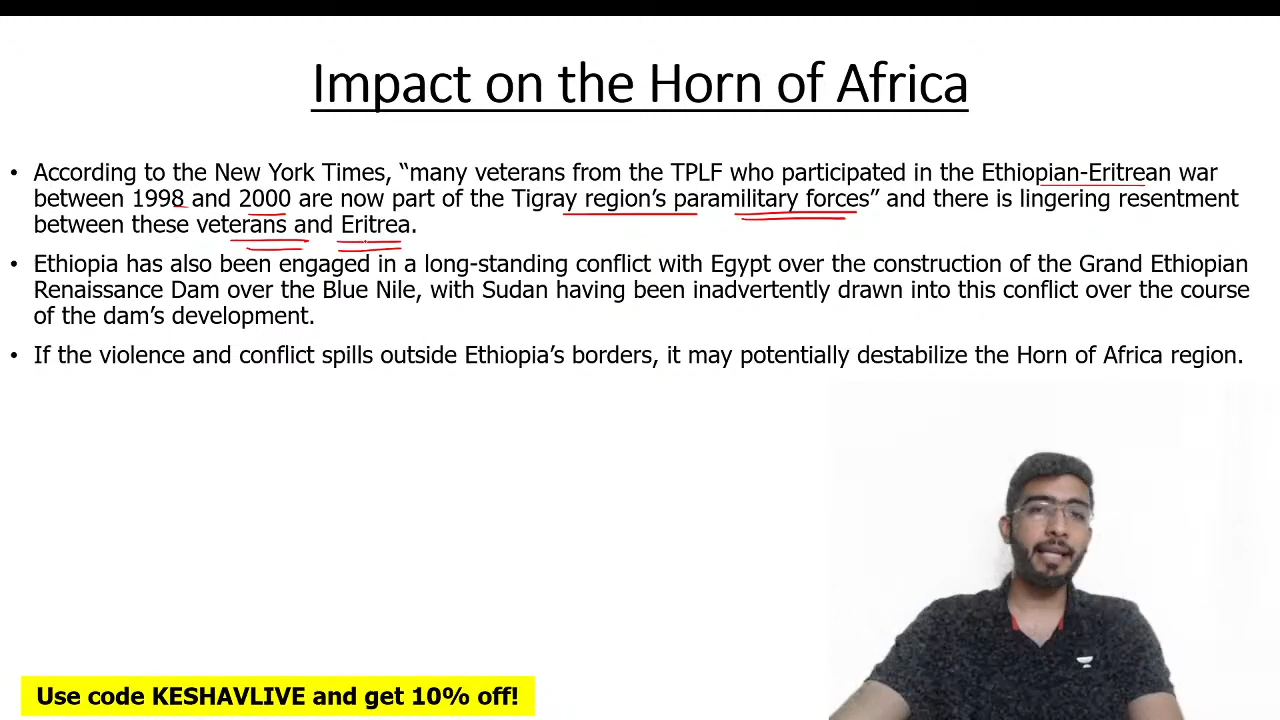 Impact on the Horn of Africa
• According to the New York Times, “many veterans from the TPLF who participated in the Ethiopian-Eritrean war
between 1998 and 2000 are now part of the Tigray region’s paramilitary forces” and there is lingering resentment
between these veterans and Eritrea.
• Ethiopia has also been engaged in a long-standing conflict with Egypt over the construction of the Grand Ethiopian
Renaissance Dam over the Blue Nile, with Sudan having been inadvertently drawn into this conflict over the course
of the dam’s development.
• If the violence and conflict spills outside Ethiopia’s borders, it may potentially destabilize the Horn of Africa region.
Use code KESHAVLIVE and get 10% off!